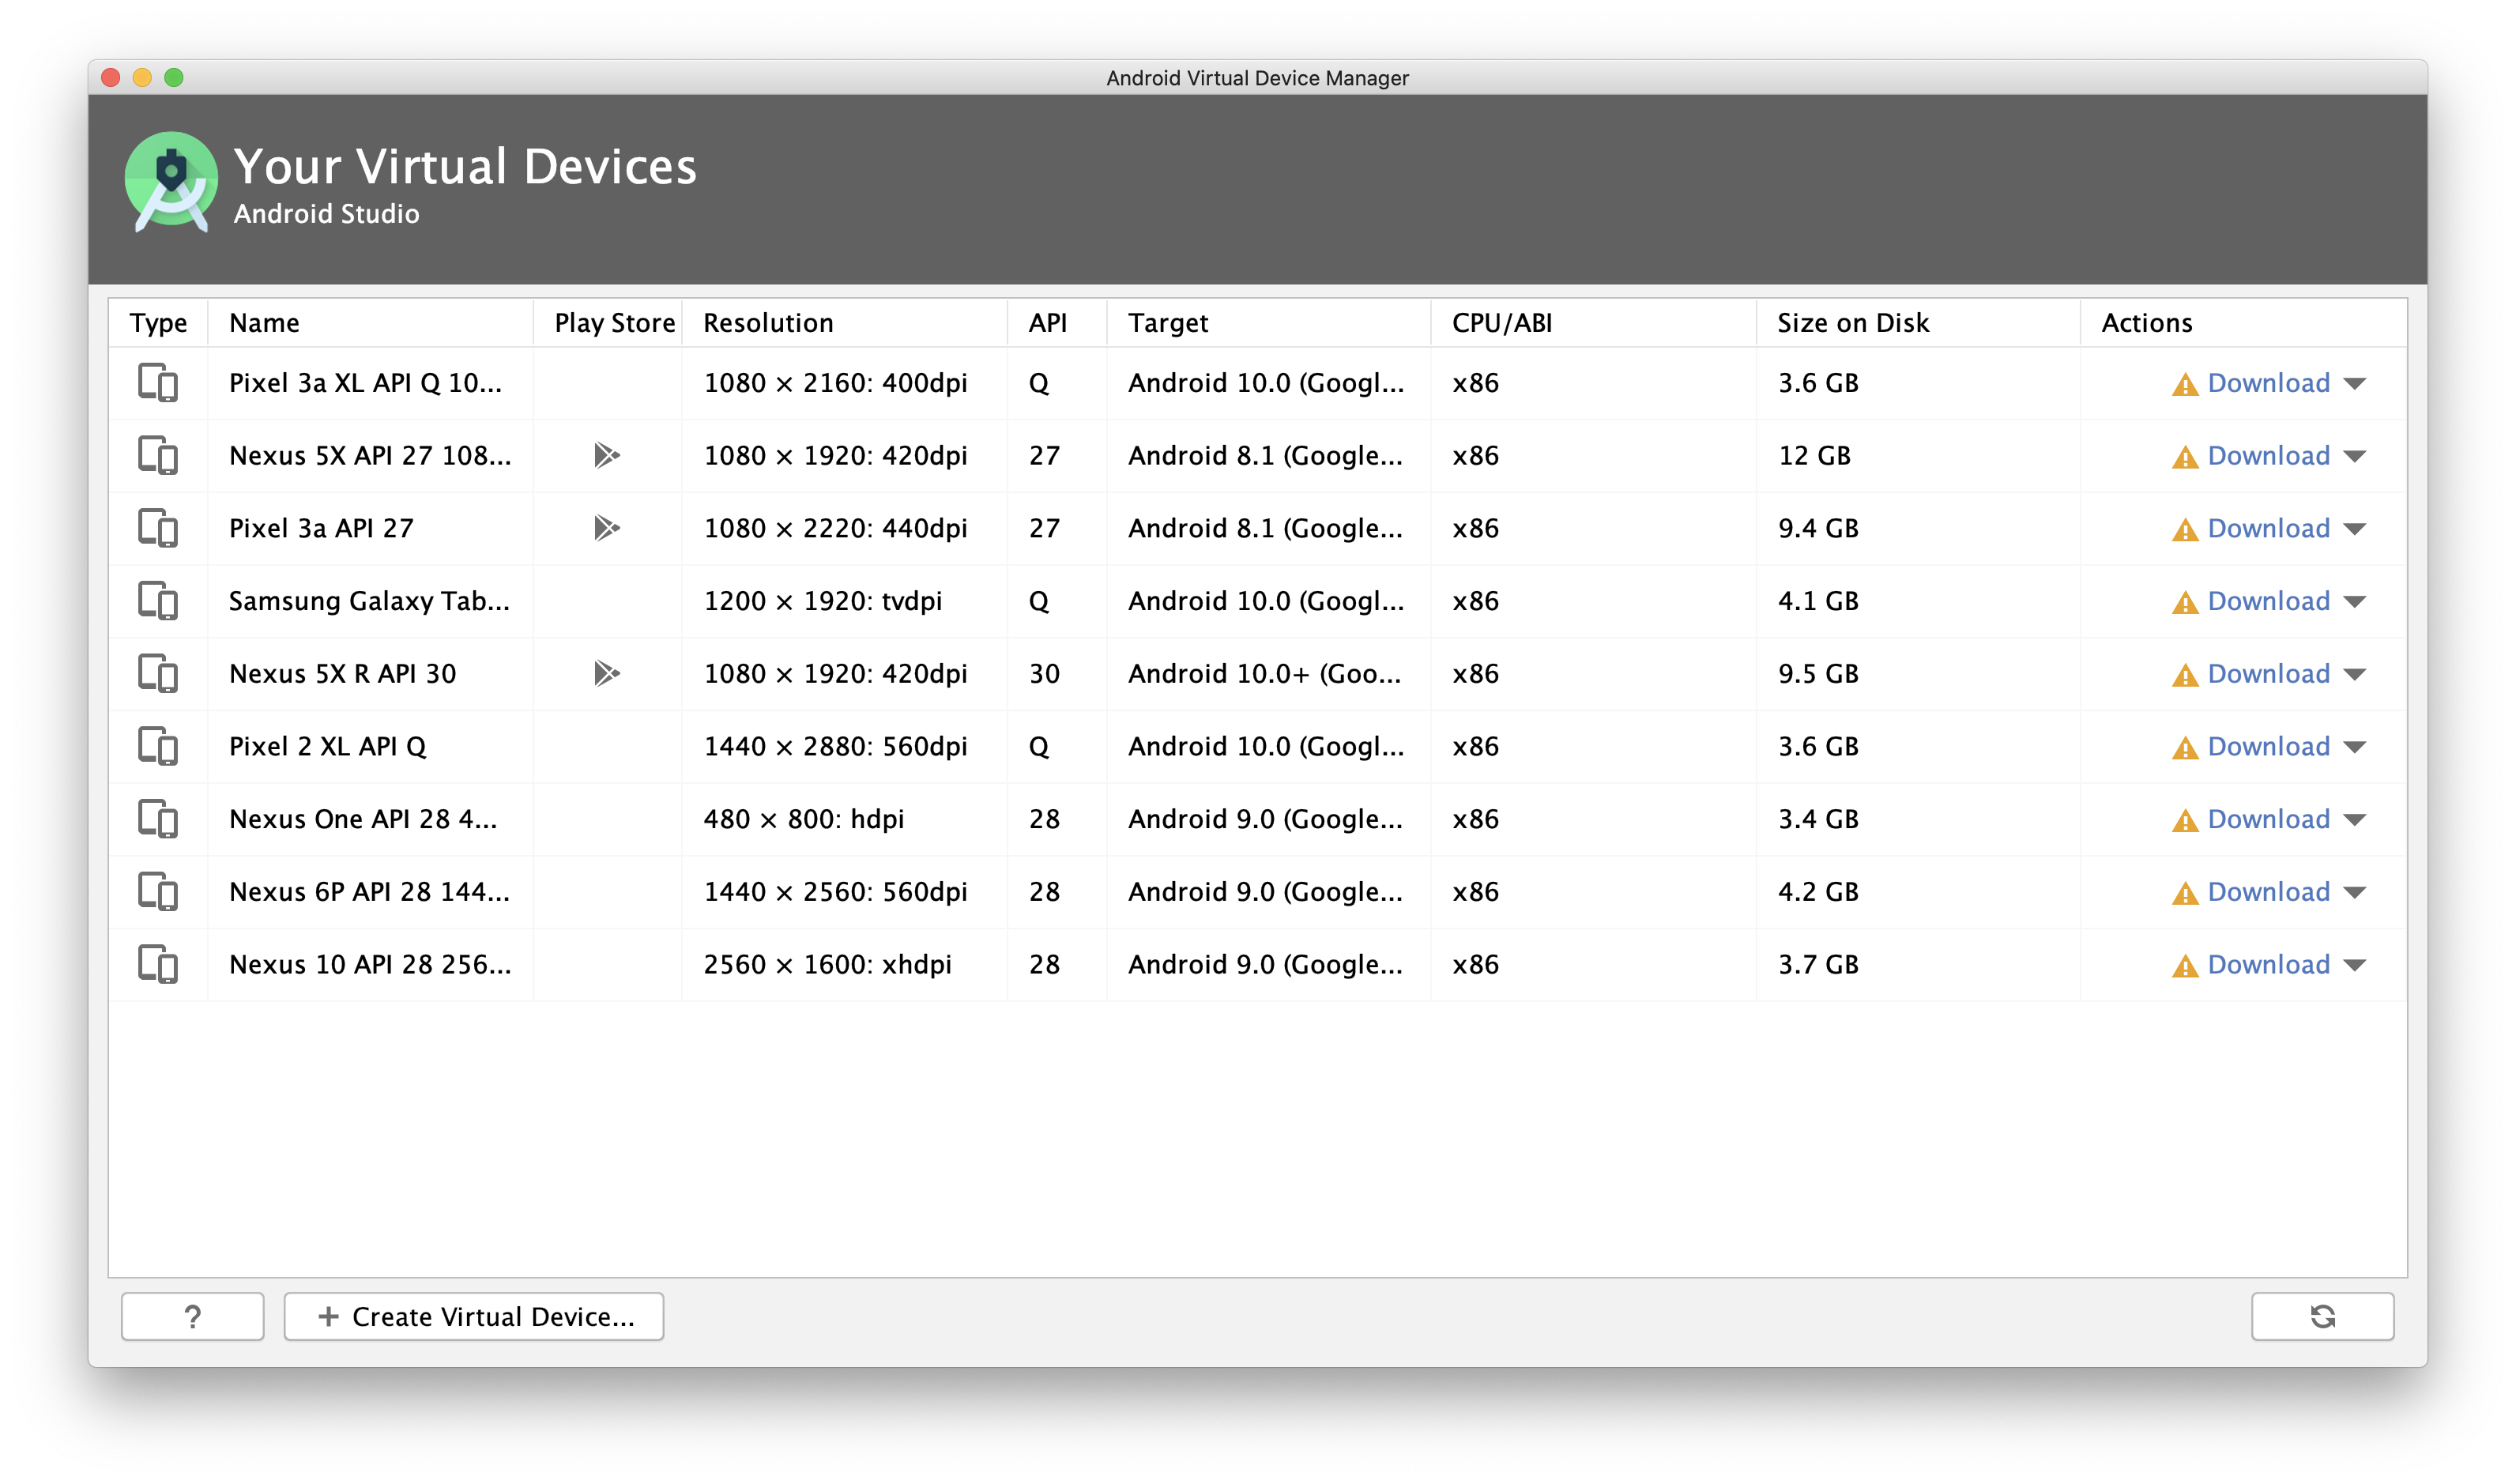 Android Virtual Device Manager
Your Virtual Devices
Android Studio
Type Name Play Store Resolution API Target CPU/ABI Size on Disk Actions
Pixel 3a XL API Q 10... 1080 × 2160: 400dpi Q Android 10.0 (Googl... x86 3.6 GB Download
Nexus 5X API 27 108... 1080 × 1920: 420dpi 27 Android 8.1 (Google... x86 12 GB Download
Pixel 3a API 27 1080 × 2220: 440dpi 27 Android 8.1 (Google... x86 9.4 GB Download
Samsung Galaxy Tab... 1200 × 1920: tvdpi Q Android 10.0 (Googl... x86 4.1 GB Download
Nexus 5X R API 30 1080 × 1920: 420dpi 30 Android 10.0+ (Goo... x86 9.5 GB Download
Pixel 2 XL API Q 1440 × 2880: 560dpi Q Android 10.0 (Googl... x86 3.6 GB Download
Nexus One API 28 4... 480 × 800: hdpi 28 Android 9.0 (Google... x86 3.4 GB Download
Nexus 6P API 28 144... 1440 × 2560: 560dpi 28 Android 9.0 (Google... x86 4.2 GB Download
Nexus 10 API 28 256... 2560 × 1600: xhdpi 28 Android 9.0 (Google... x86 3.7 GB Download
? + Create Virtual Device...